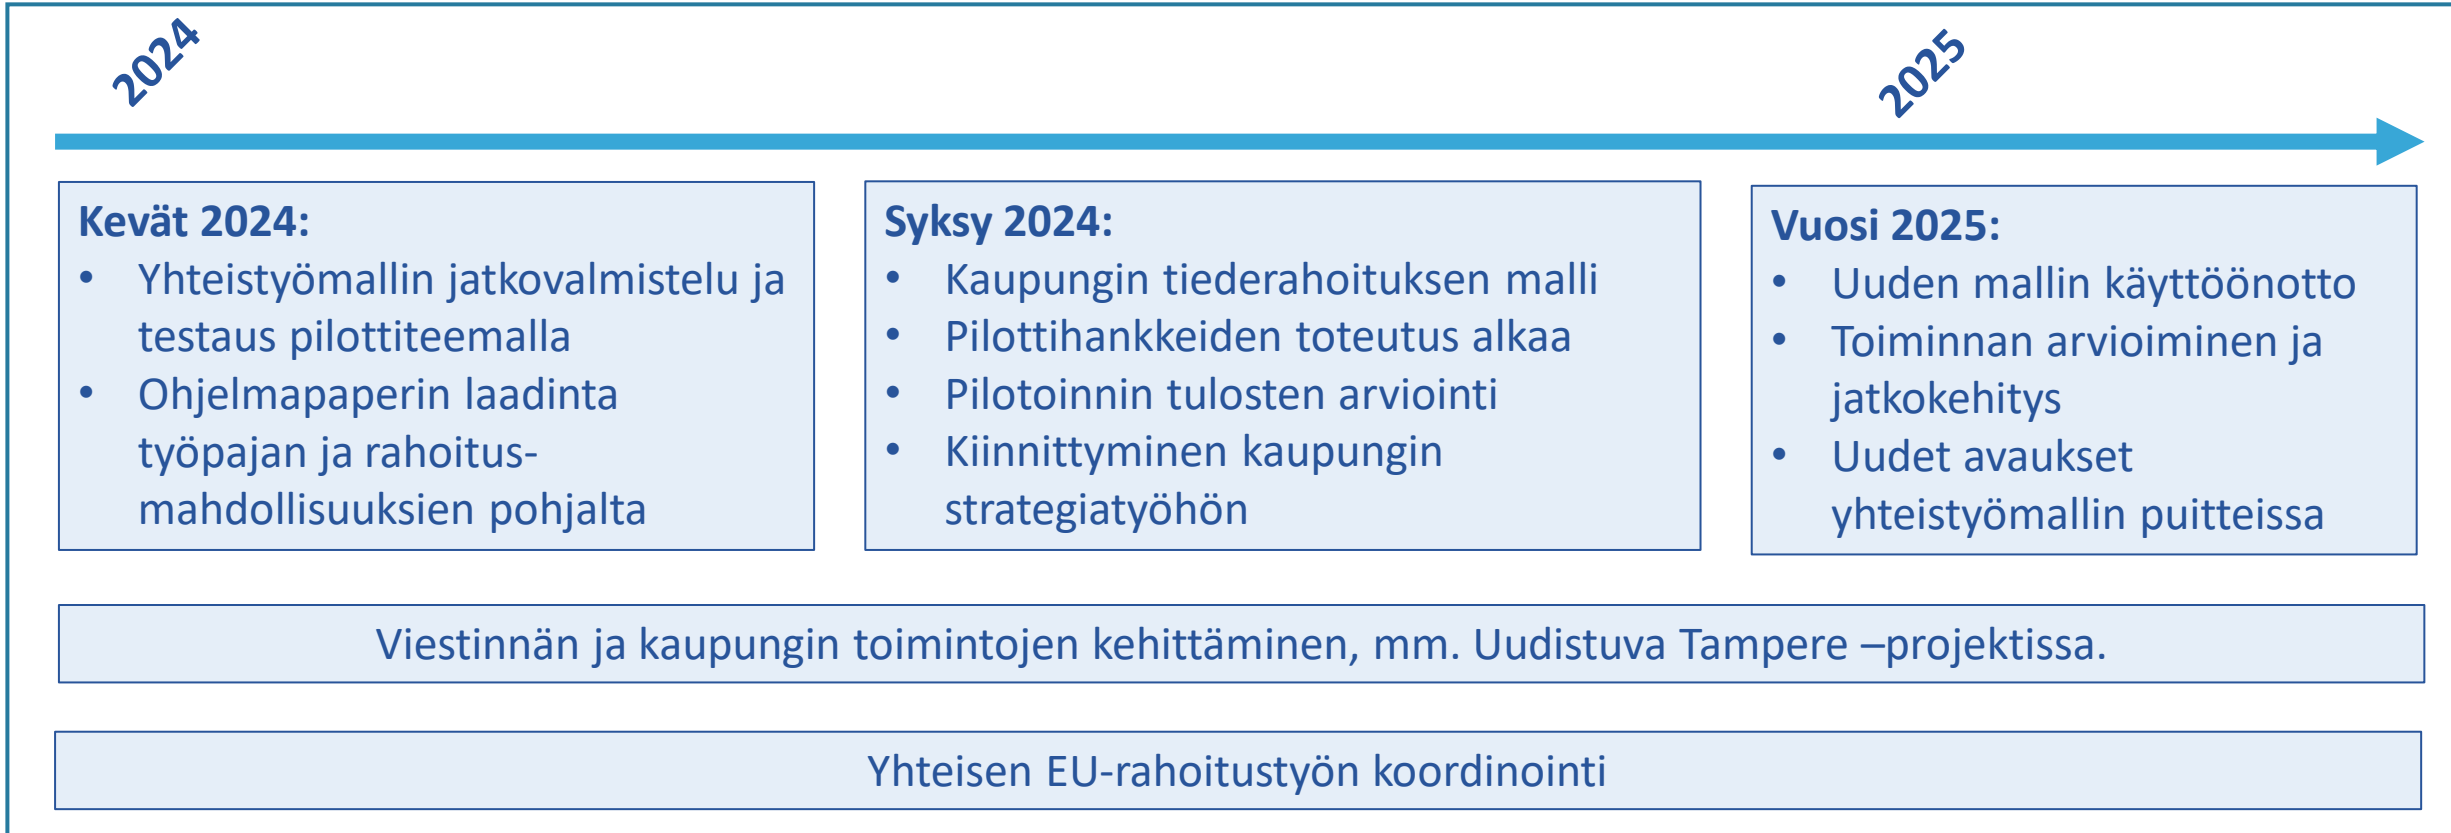 2024
2025
Kevät 2024:
• Yhteistyömallin jatkovalmistelu ja
testaus pilottiteemalla
• Ohjelmapaperin laadinta
työpajan ja rahoitus-
mahdollisuuksien pohjalta
Syksy 2024:
• Kaupungin tiederahoituksen malli
• Pilottihankkeiden toteutus alkaa
• Pilotoinnin tulosten arviointi
• Kiinnittyminen kaupungin
strategiatyöhön
Vuosi 2025:
• Uuden mallin käyttöönotto
• Toiminnan arvioiminen ja
jatkokehitys
• Uudet avaukset
yhteistyömallin puitteissa
Viestinnän ja kaupungin toimintojen kehittäminen, mm. Uudistuva Tampere –projektissa.
Yhteisen EU-rahoitustyön koordinointi